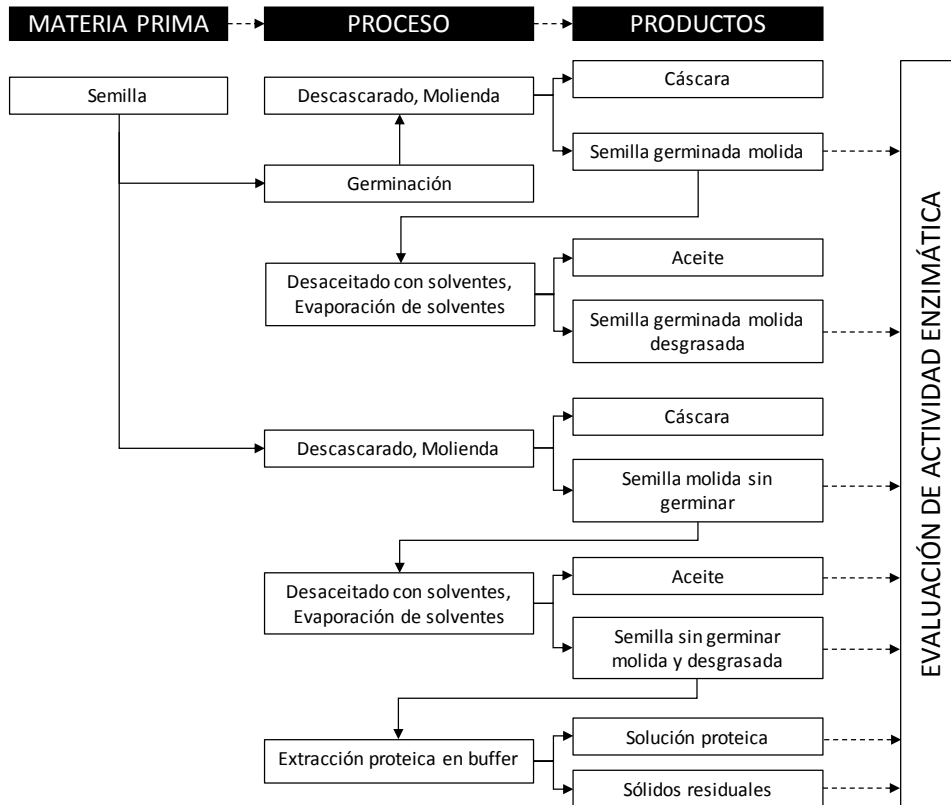 MATERIA PRIMA
PROCESO
PRODUCTOS
Semilla
Descascarado, Molienda
Cáscara
Semilla germinada molida
Germinación
Desaceitado con solventes,
Evaporación de solventes
Aceite
Semilla germinada molida
desgrasada
Descascarado, Molienda
Cáscara
Semilla molida sin
germinar
Desaceitado con solventes,
Evaporación de solventes
Aceite
Semilla sin germinar
molida y desgrasada
Extracción proteica en buffer
Solución proteica
Sólidos residuales
EVALUACIÓN DE ACTIVIDAD ENZIMÁTICA